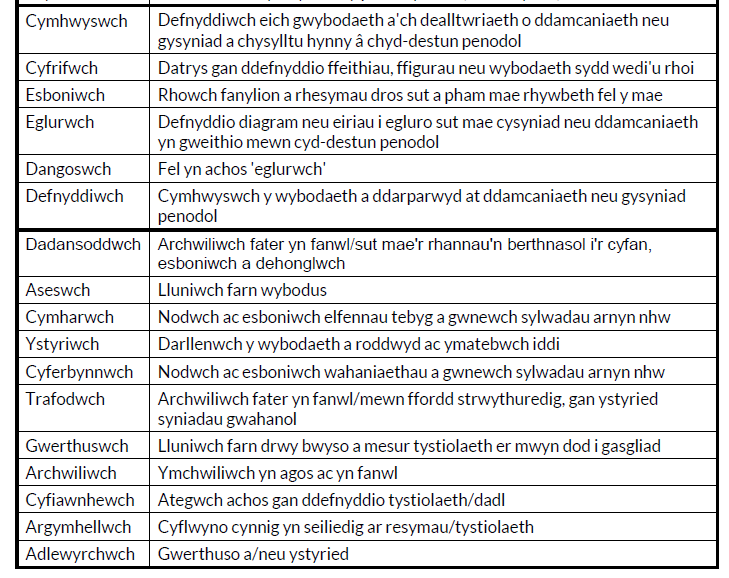 Cymhwyswch Defnyddiwch eich gwybodaeth a'ch dealltwriaeth o ddamcaniaeth neu
gysyniad a chysylltu hynny â chyd-destun penodol
Cyfrifwch Datrys gan ddefnyddio ffeithiau, ffigurau neu wybodaeth sydd wedi'u rhoi
Esboniwch Rhowch fanylion a rhesymau dros sut a pham mae rhywbeth fel y mae
Eglurwch Defnyddio diagram neu eiriau i egluro sut mae cysyniad neu ddamcaniaeth
yn gweithio mewn cyd-destun penodol
Dangoswch Fel yn achos 'eglurwch'
Defnyddiwch Cymhwyswch y wybodaeth a ddarparwyd at ddamcaniaeth neu gysyniad
penodol
Dadansoddwch Archwiliwch fater yn fanwl/sut mae'r rhannau'n berthnasol i'r cyfan,
esboniwch a dehonglwch
Aseswch Lluniwch farn wybodus
Cymharwch Nodwch ac esboniwch elfennau tebyg a gwnewch sylwadau arnyn nhw
Ystyriwch Darllenwch y wybodaeth a roddwyd ac ymatebwch iddi
Cyferbynnwch Nodwch ac esboniwch wahaniaethau a gwnewch sylwadau arnyn nhw
Trafodwch Archwiliwch fater yn fanwl/mewn ffordd strwythuredig, gan ystyried
syniadau gwahanol
Gwerthuswch Lluniwch farn drwy bwyso a mesur tystiolaeth er mwyn dod i gasgliad
Archwiliwch Ymchwiliwch yn agos ac yn fanwl
Cyfiawnhewch Ategwch achos gan ddefnyddio tystiolaeth/dadl
Argymhellwch Cyflwyno cynnig yn seiliedig ar resymau/tystiolaeth
Adlewyrchwch Gwerthuso a/neu ystyried